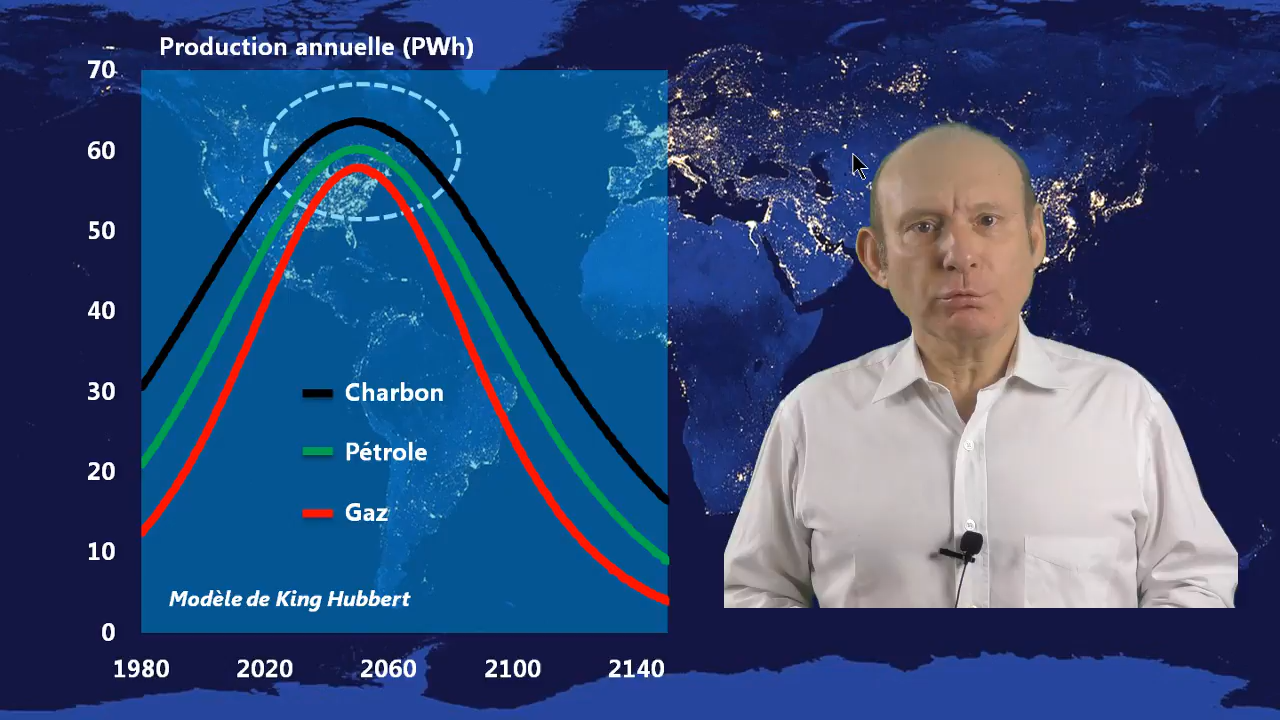 Production annuelle (PWh)
70
60
50
40
30
20
10
0
Charbon
Pétrole
Gaz
Modèle de King Hubbert
1980 2020 2060 2100 2140